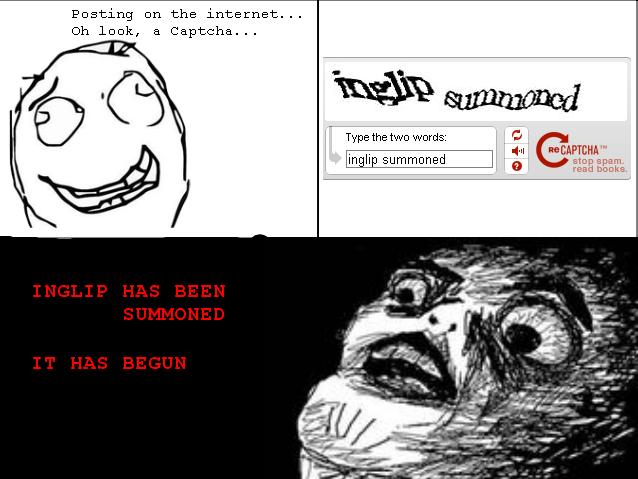 Posting on the internet...
Oh look, a Captcha...
inglip summoned
Type the two words:
inglip summoned
?
reCAPTCHA™
stop spam.
read books.
INGLIP HAS BEEN
SUMMONED
IT HAS BEGUN